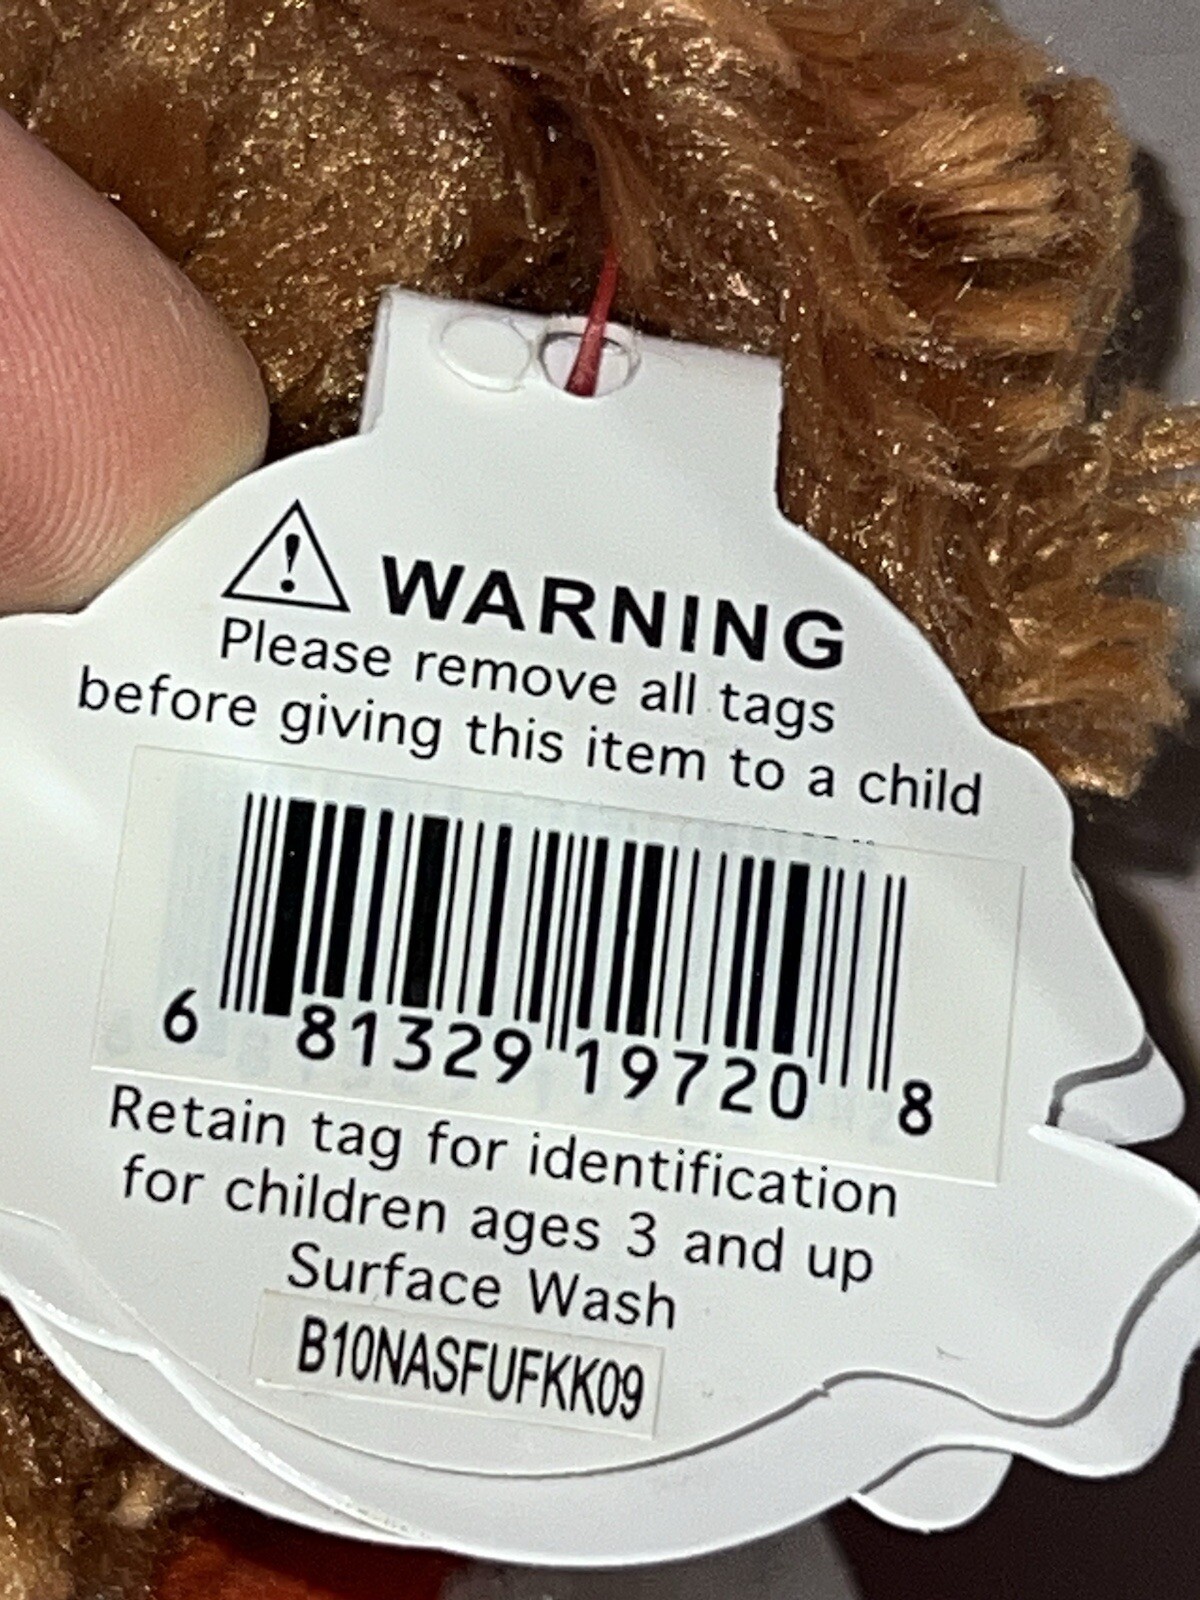 WARNING
Please remove all tags
before giving this item to a child
6 81329 19720 8
Retain tag for identification
for children ages 3 and up
Surface Wash
B10NASFUFKK09